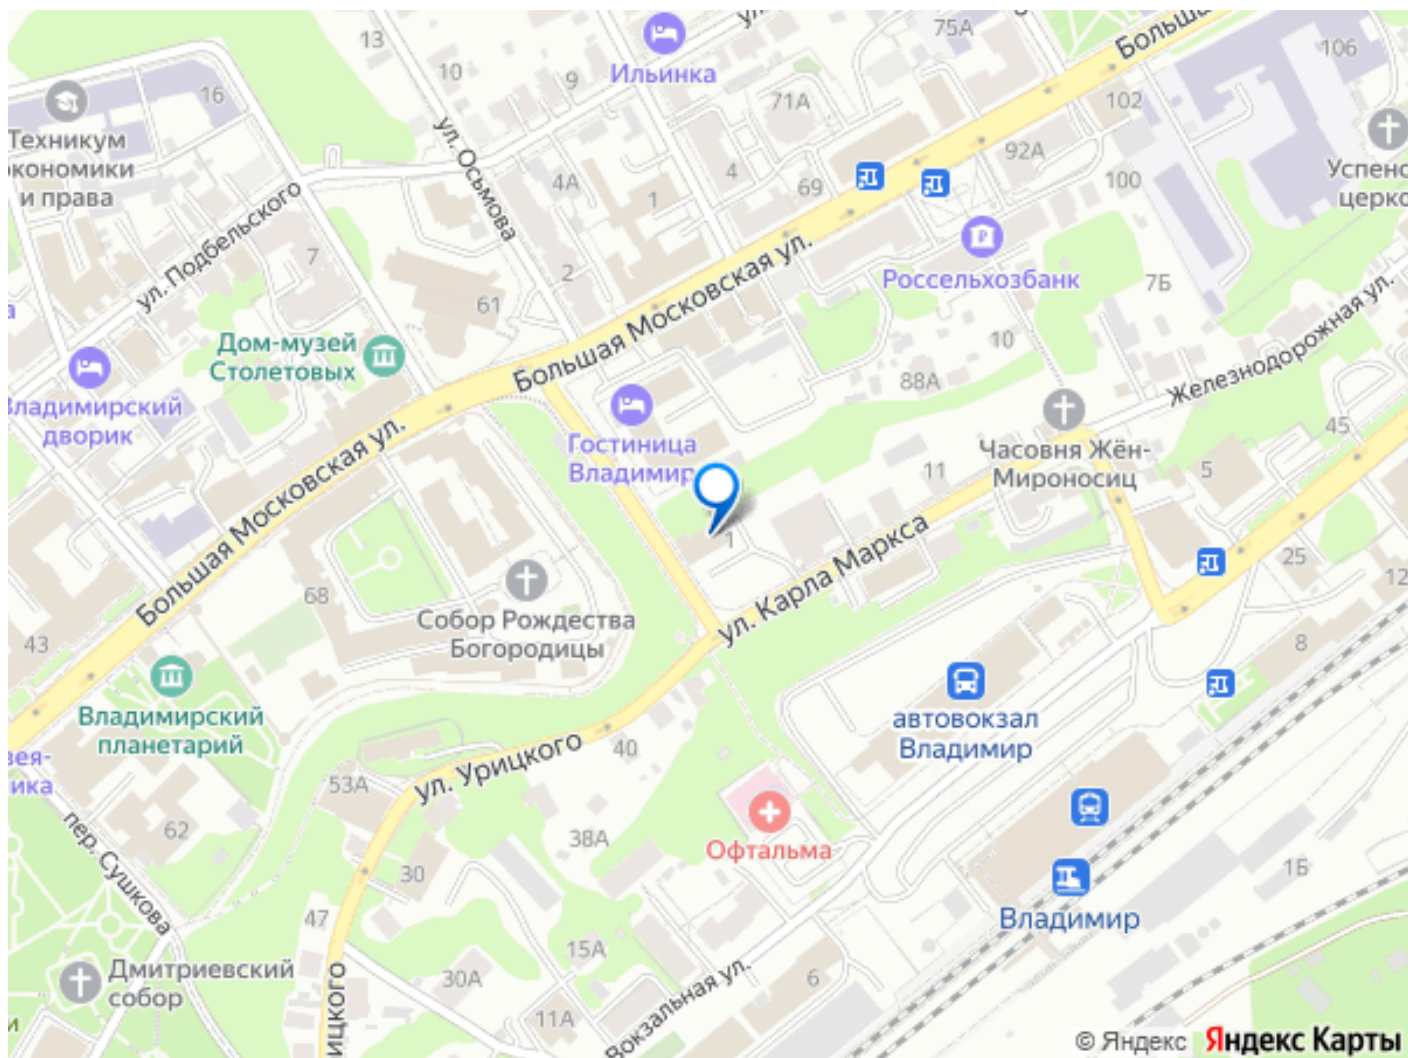 13
Ильинка
75А
Большая
106
10
9
16
71А
102
Техникум
экономики
и права
ул. Осьмова
4А
4
92А
Успенс
церко
1
69
100
ул. Подбельского
7
2
Большая Московская ул.
Россельхозбанк
7Б
61
Дом-музей
Столетовых
10
88А
Железнодорожная ул.
Владимирский
дворик
Гостиница
Владимир
Часовня Жён-
Мироносиц
45
11
5
Большая Московская ул.
1
ул. Карла Маркса
25
12
68
Собор Рождества
Богородицы
43
8
Владимирский
планетарий
автовокзал
Владимир
ул. Урицкого
40
53А
62
пер. Сушкова
38А
Офтальма
30
1Б
47
Владимир
15А
Дмитриевский
собор
30А
6
11А
Вокзальная ул.
ицкого
© Яндекс Яндекс Карты